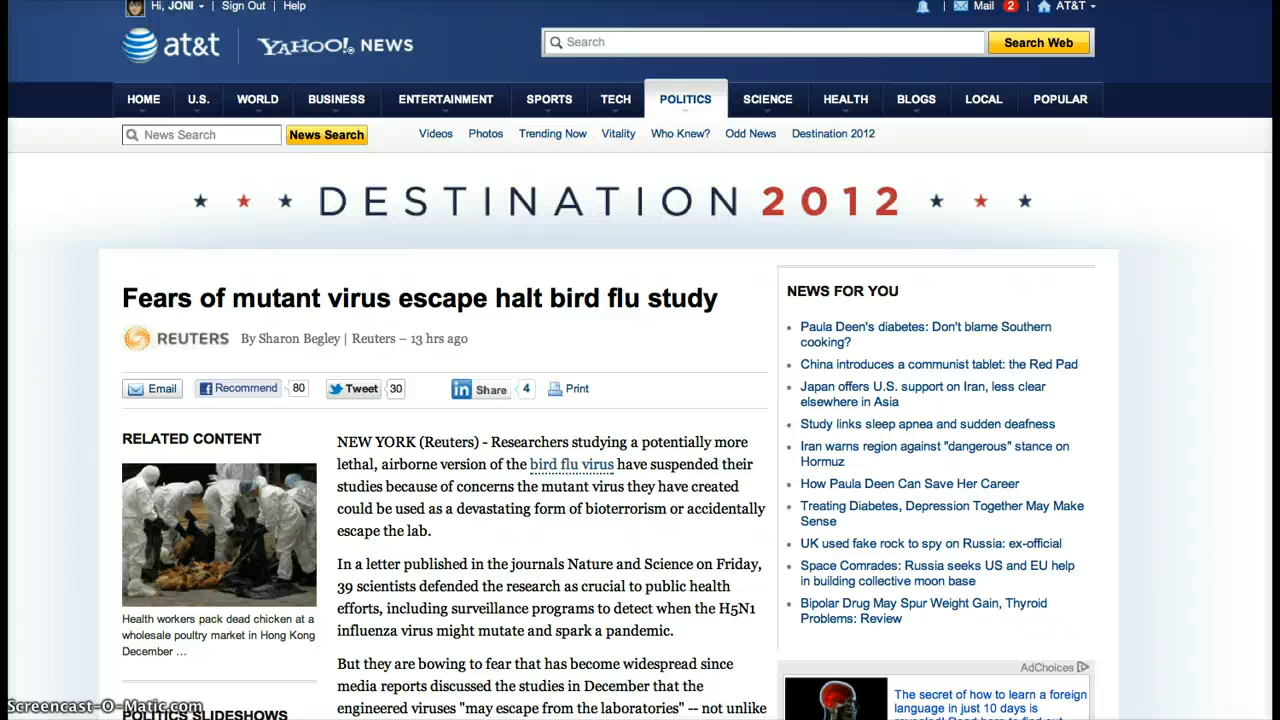 Hi, JONI
Sign Out
Help
Mail 2
AT&T
at&t
YAHOO! NEWS
Search
Search Web
HOME
U.S.
WORLD
BUSINESS
ENTERTAINMENT
SPORTS
TECH
POLITICS
SCIENCE
HEALTH
BLOGS
LOCAL
POPULAR
News Search
News Search
Videos
Photos
Trending Now
Vitality
Who Knew?
Odd News
Destination 2012
DESTINATION 2012
Fears of mutant virus escape halt bird flu study
REUTERS
By Sharon Begley | Reuters – 13 hrs ago
Email
Recommend
80
Tweet
30
in Share
4
Print
RELATED CONTENT
Health workers pack dead chicken at a
wholesale poultry market in Hong Kong
December ...
POLITICS SLIDESHOWS
NEW YORK (Reuters) - Researchers studying a potentially more
lethal, airborne version of the bird flu virus have suspended their
studies because of concerns the mutant virus they have created
could be used as a devastating form of bioterrorism or accidentally
escape the lab.
In a letter published in the journals Nature and Science on Friday,
39 scientists defended the research as crucial to public health
efforts, including surveillance programs to detect when the H5N1
influenza virus might mutate and spark a pandemic.
But they are bowing to fear that has become widespread since
media reports discussed the studies in December that the
engineered viruses "may escape from the laboratories" -- not unlike
NEWS FOR YOU
Paula Deen's diabetes: Don't blame Southern
cooking?
China introduces a communist tablet: the Red Pad
Japan offers U.S. support on Iran, less clear
elsewhere in Asia
Study links sleep apnea and sudden deafness
Iran warns region against "dangerous" stance on
Hormuz
How Paula Deen Can Save Her Career
Treating Diabetes, Depression Together May Make
Sense
UK used fake rock to spy on Russia: ex-official
Space Comrades: Russia seeks US and EU help
in building collective moon base
Bipolar Drug May Spur Weight Gain, Thyroid
Problems: Review
AdChoices
The secret of how to learn a foreign
language in just 10 days is
Screencast-O-Matic.com